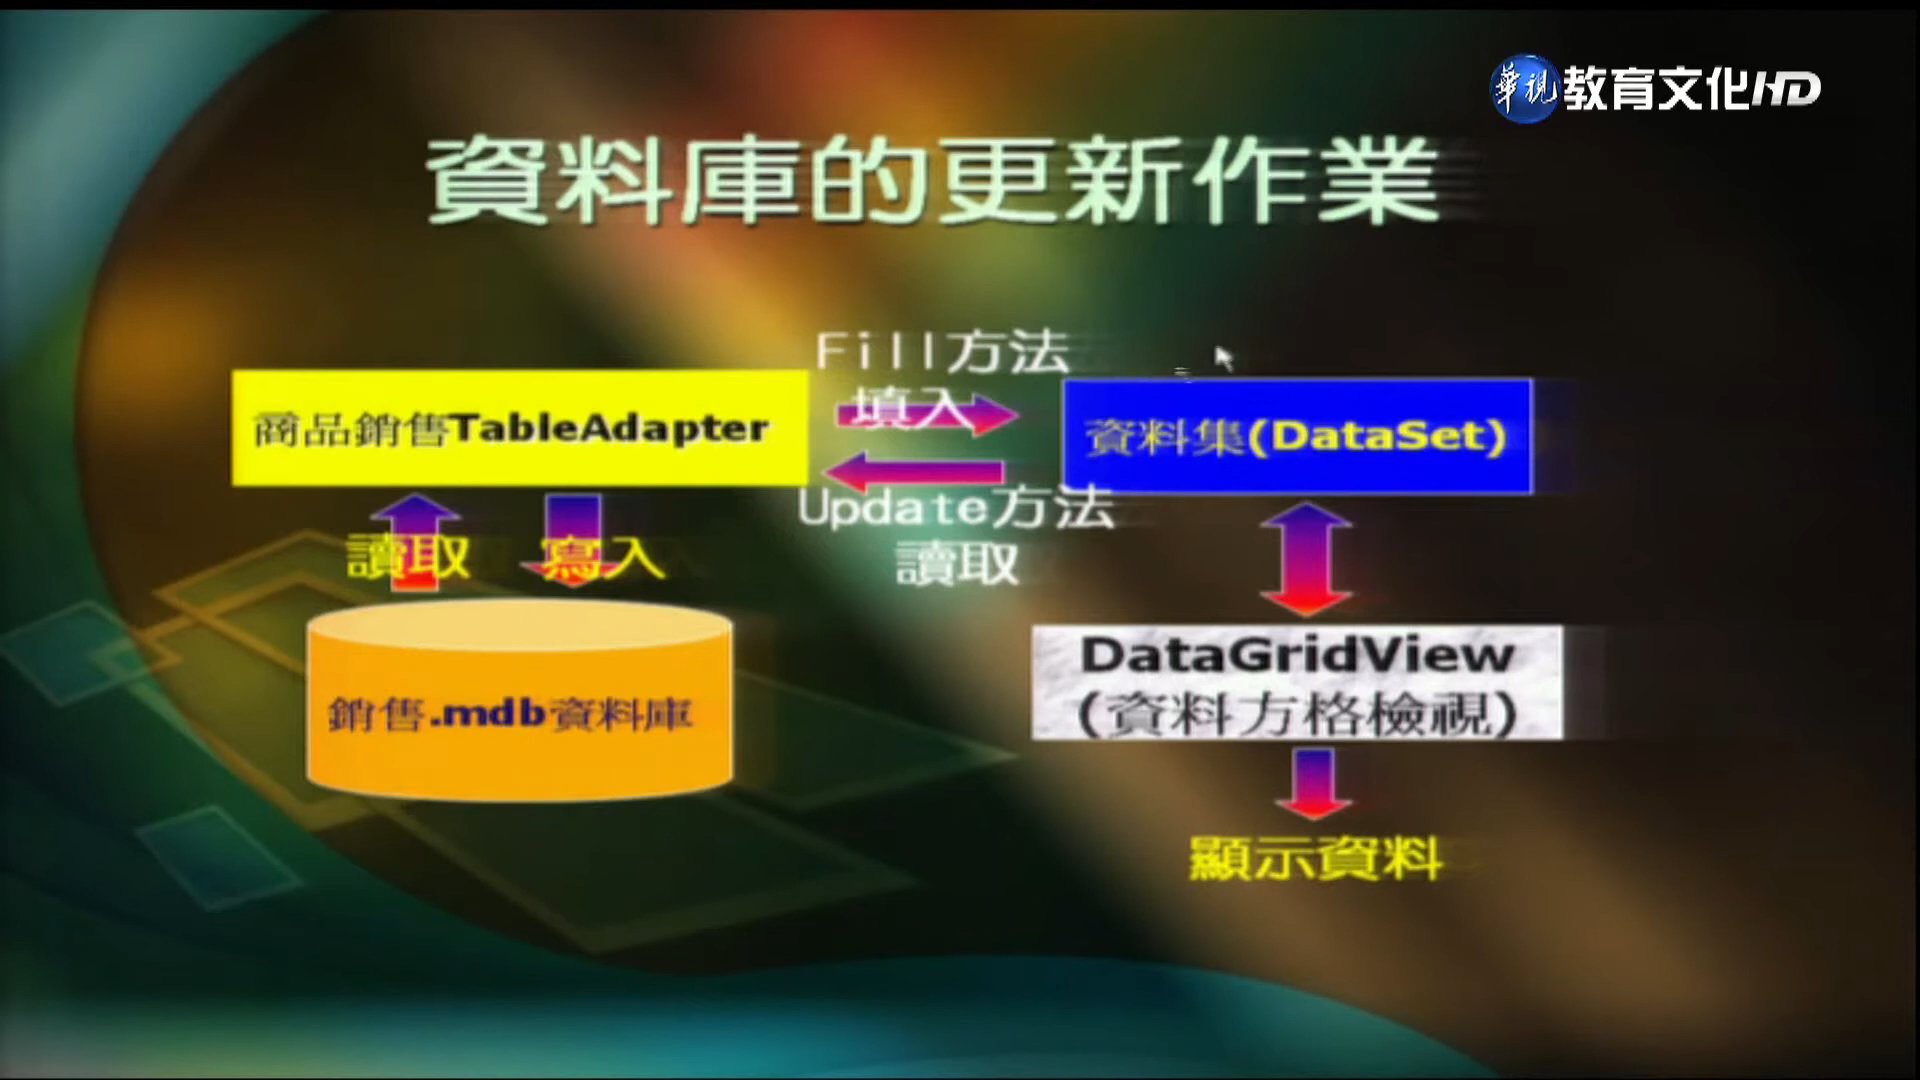 華視 教育文化HD
資料庫的更新作業
Fill方法
填入
商品銷售TableAdapter
資料集(DataSet)
Update方法
讀取
讀取
寫入
銷售.mdb資料庫
DataGridView
(資料方格檢視)
顯示資料